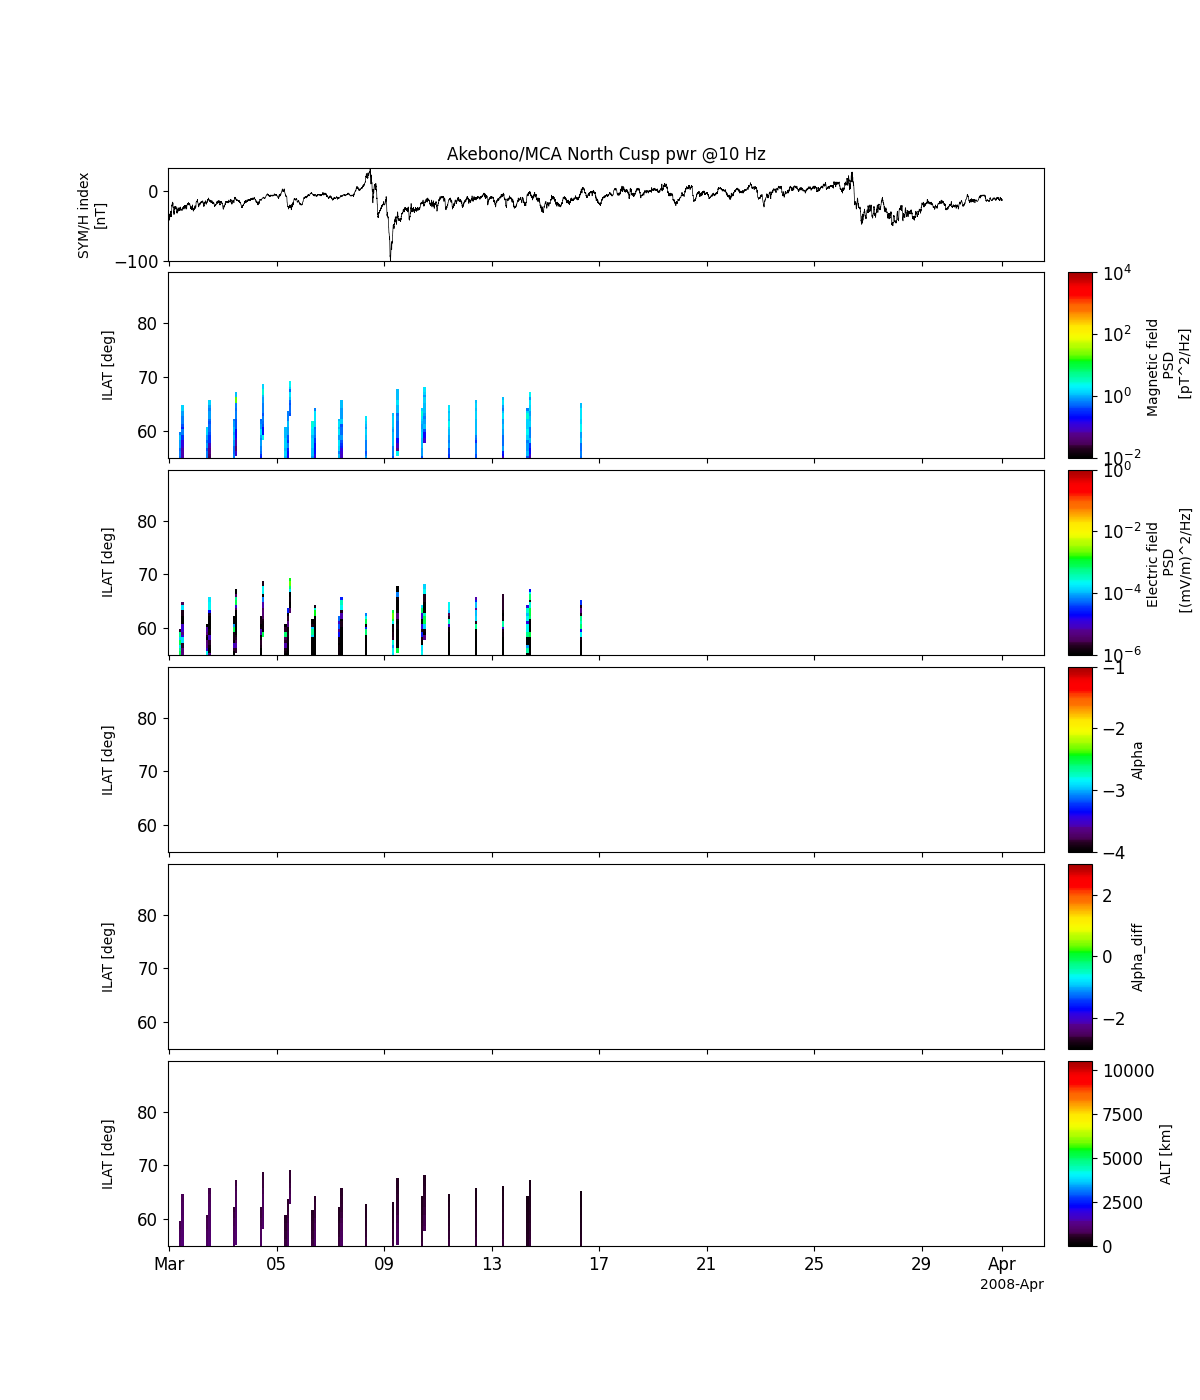 Akebono/MCA North Cusp pwr @10 Hz
SYM/H index
[nT]
0
−100
ILAT [deg]
80
70
60
10^4
10^2
10^0
10^−2
Magnetic field
PSD
[pT^2/Hz]
ILAT [deg]
80
70
60
10^0
10^−2
10^−4
10^−6
Electric field
PSD
[(mV/m)^2/Hz]
ILAT [deg]
80
70
60
−1
−2
−3
−4
Alpha
ILAT [deg]
80
70
60
2
0
−2
Alpha_diff
ILAT [deg]
80
70
60
10000
7500
5000
2500
0
ALT [km]
Mar 05 09 13 17 21 25 29 Apr
2008-Apr